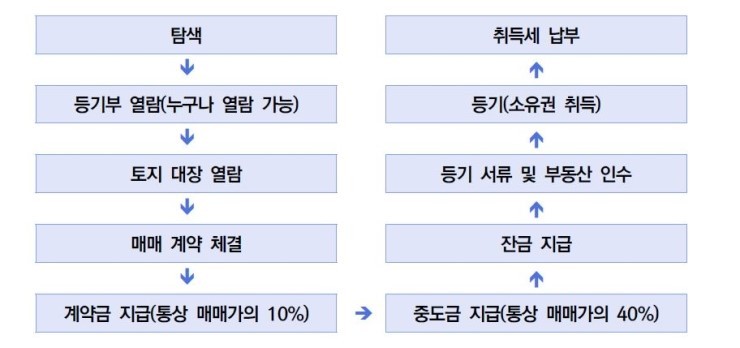 탐색
등기부 열람(누구나 열람 가능)
토지 대장 열람
매매 계약 체결
계약금 지급(통상 매매가의 10%)
중도금 지급(통상 매매가의 40%)
잔금 지급
등기 서류 및 부동산 인수
등기(소유권 취득)
취득세 납부